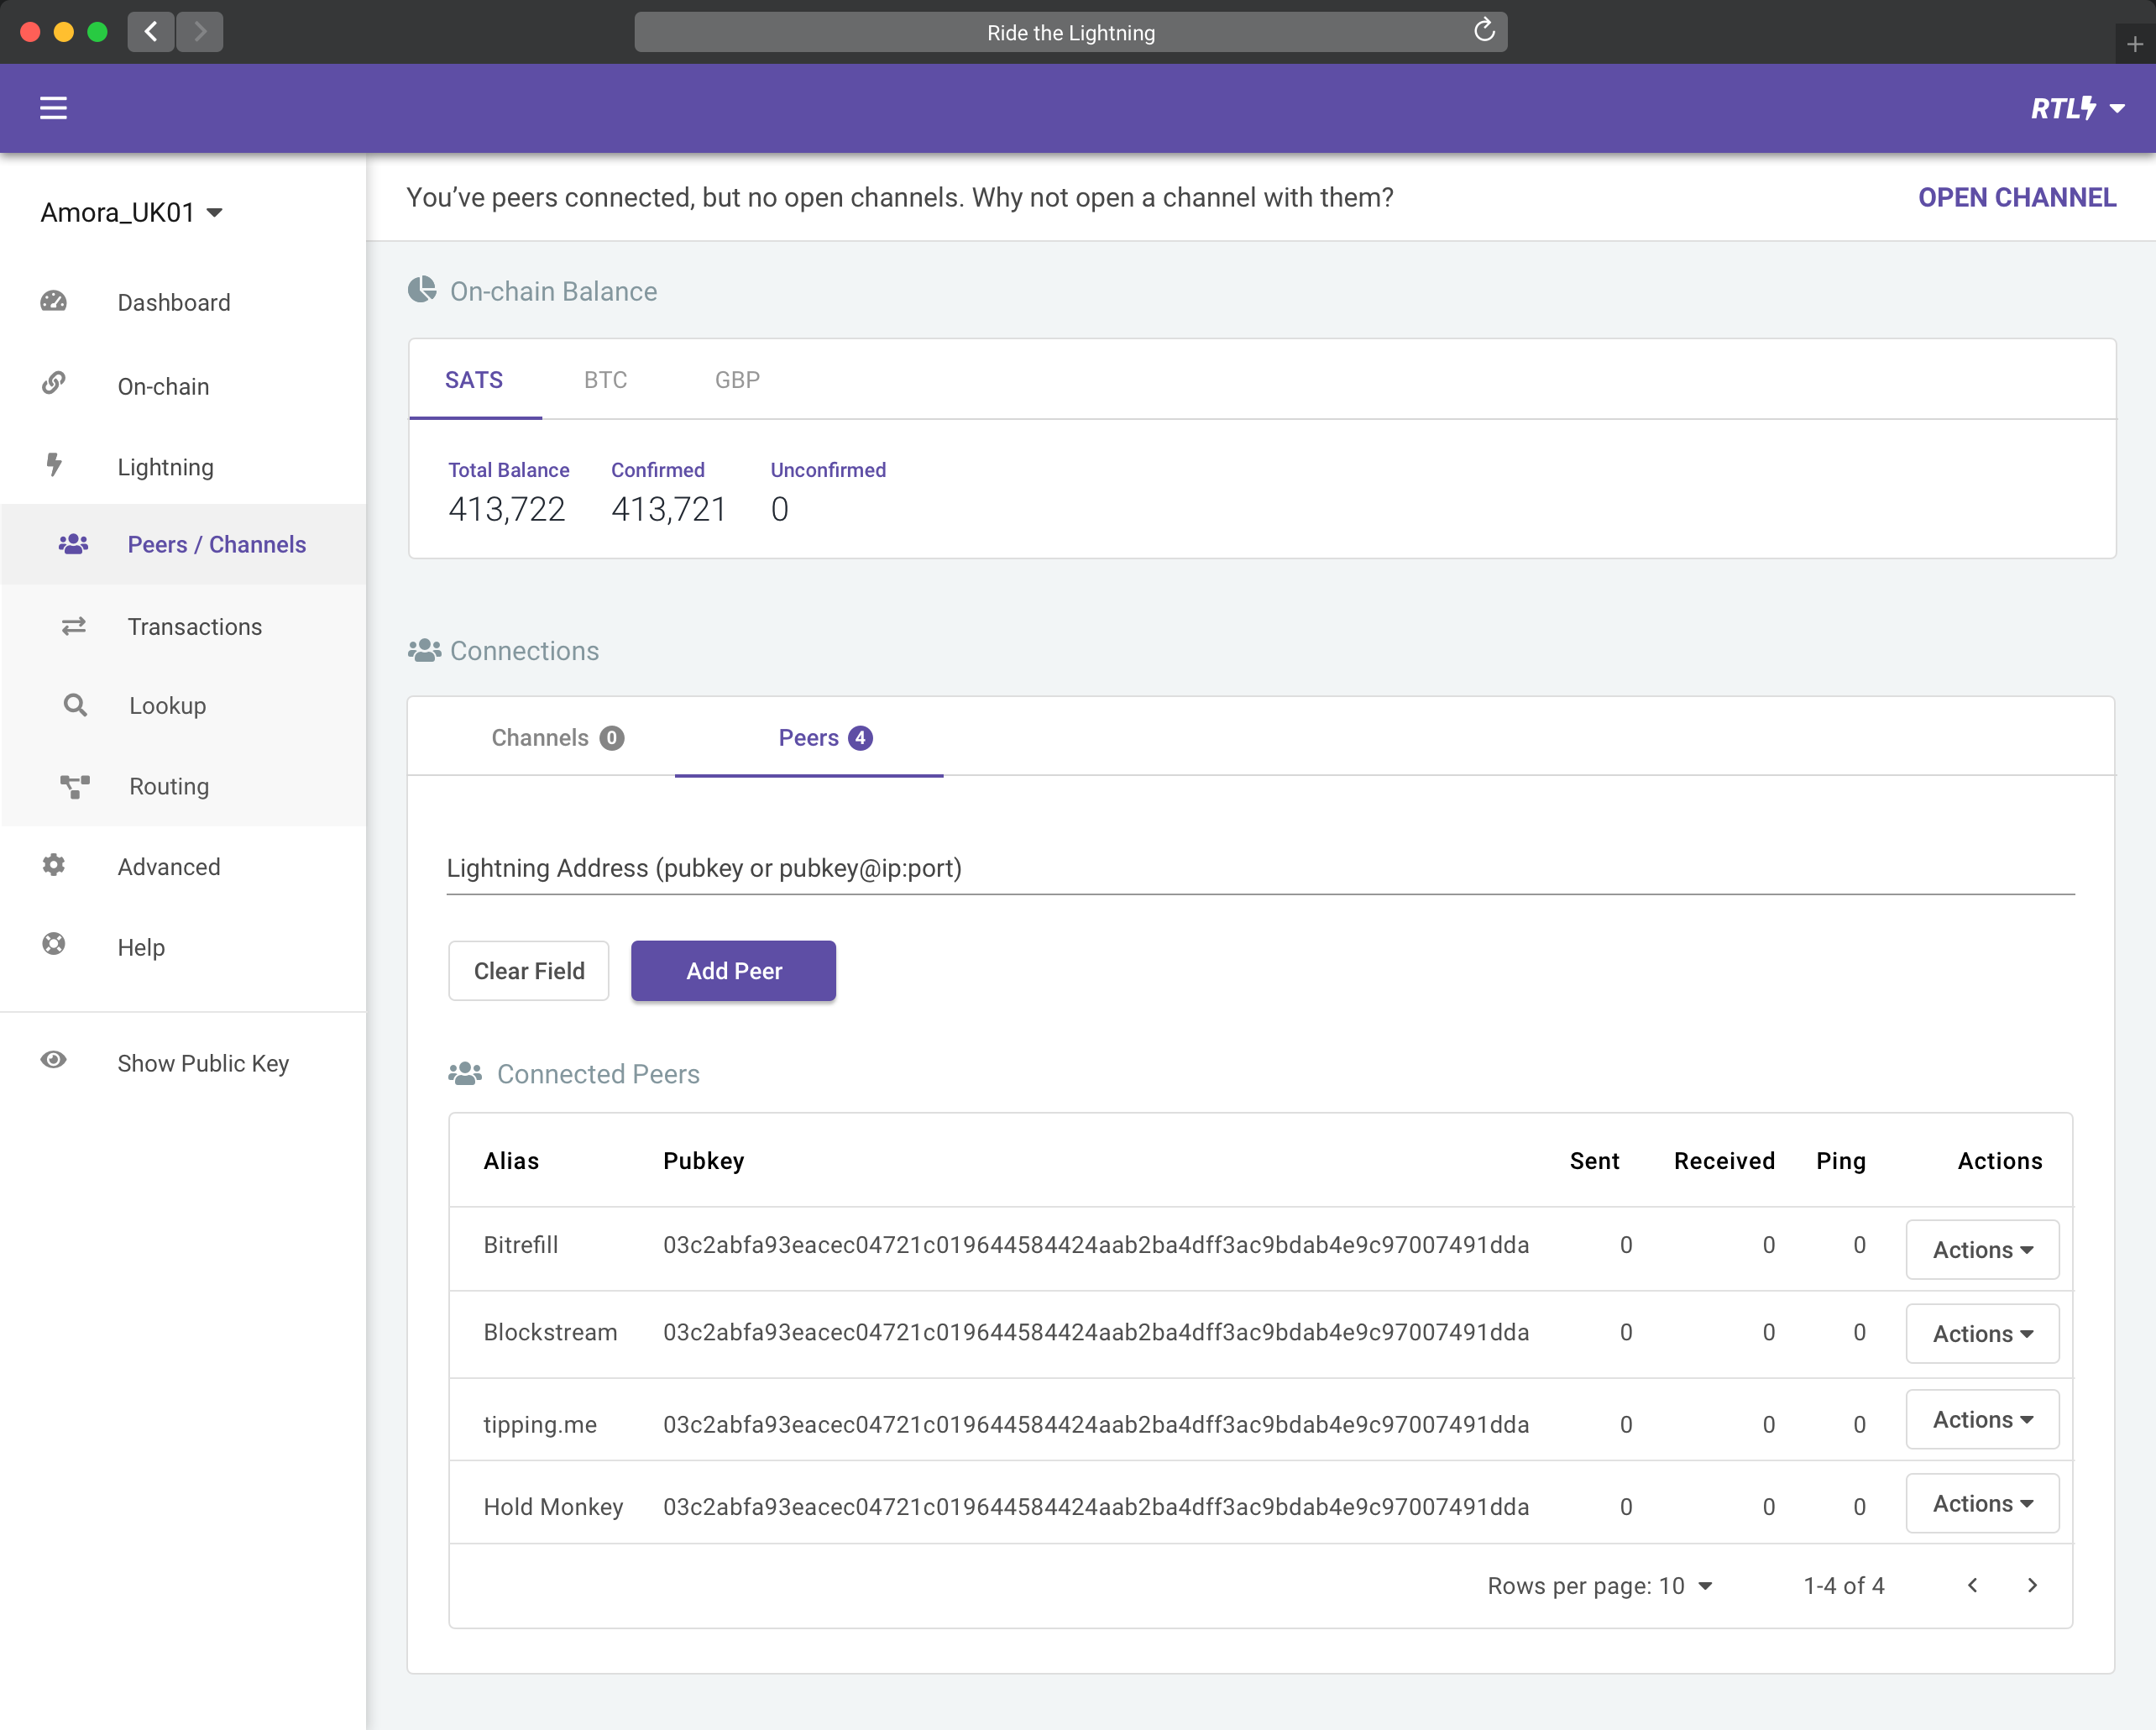 Ride the Lightning
RTL
Amora_UK01
Dashboard
On-chain
Lightning
Peers / Channels
Transactions
Lookup
Routing
Advanced
Help
Show Public Key
You’ve peers connected, but no open channels. Why not open a channel with them?
OPEN CHANNEL
On-chain Balance
SATS BTC GBP
Total Balance Confirmed Unconfirmed
413,722 413,721 0
Connections
Channels 0 Peers 4
Lightning Address (pubkey or pubkey@ip:port)
Clear Field Add Peer
Connected Peers
Alias Pubkey Sent Received Ping Actions
Bitrefill 03c2abfa93eacec04721c019644584424aab2ba4dff3ac9bdab4e9c97007491dda 0 0 0 Actions
Blockstream 03c2abfa93eacec04721c019644584424aab2ba4dff3ac9bdab4e9c97007491dda 0 0 0 Actions
tipping.me 03c2abfa93eacec04721c019644584424aab2ba4dff3ac9bdab4e9c97007491dda 0 0 0 Actions
Hold Monkey 03c2abfa93eacec04721c019644584424aab2ba4dff3ac9bdab4e9c97007491dda 0 0 0 Actions
Rows per page: 10 1-4 of 4